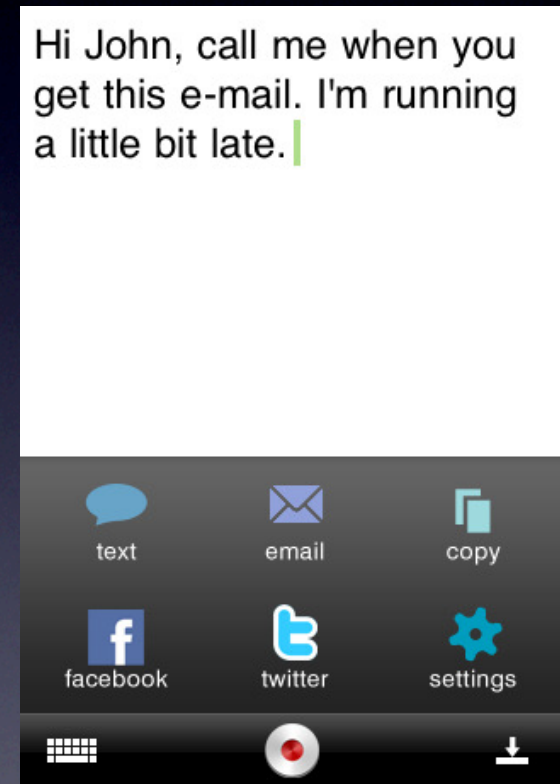 Hi John, call me when you
get this e-mail. I'm running
a little bit late.
text email copy
facebook twitter settings